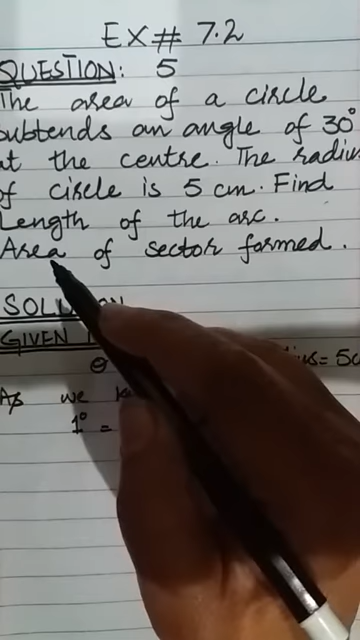 EX# 7.2
QUESTION: 5
The area of a circle
subtends an angle of 30°
at the centre. The radius
of circle is 5 cm. Find
Length of the arc.
Area of sector formed.
GIVEN
θ = 5c
As we
1° =